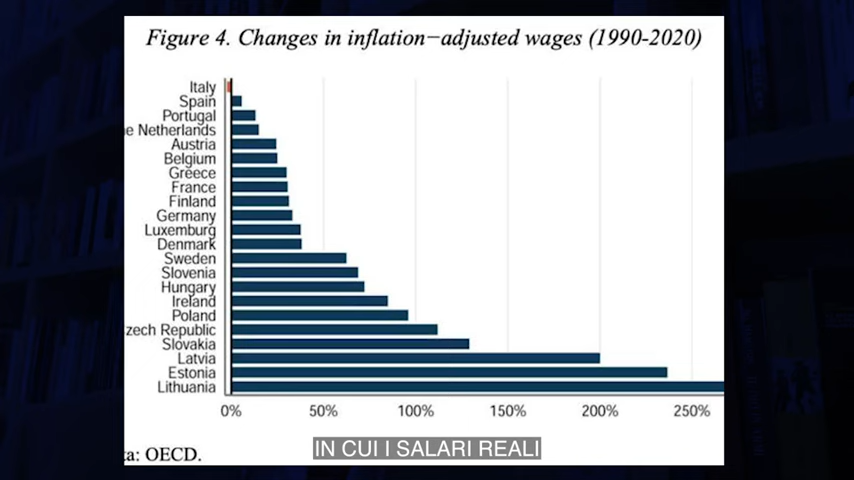 Figure 4. Changes in inflation−adjusted wages (1990-2020)
Italy
Spain
Portugal
e Netherlands
Austria
Belgium
Greece
France
Finland
Germany
Luxemburg
Denmark
Sweden
Slovenia
Hungary
Ireland
Poland
zech Republic
Slovakia
Latvia
Estonia
Lithuania
0% 50% 100% 150% 200% 250%
a: OECD.
IN CUI I SALARI REALI